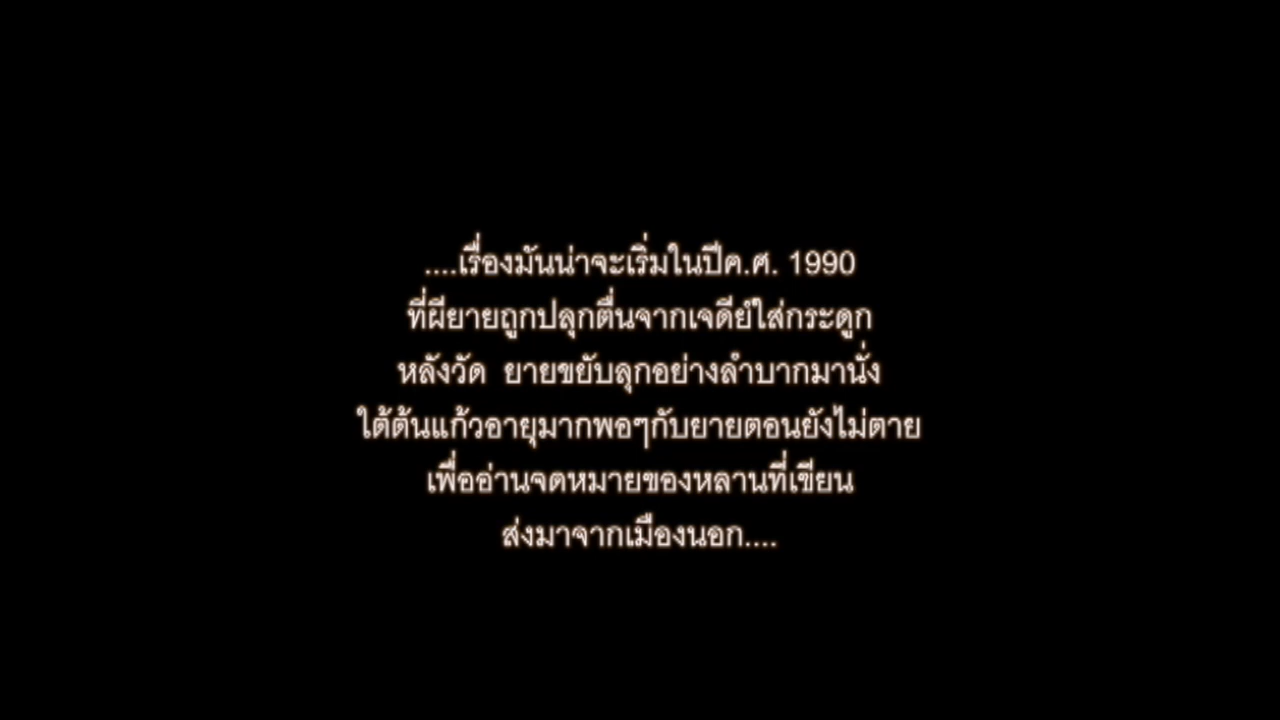 ....เรื่องมันน่าจะเริ่มในปีค.ศ. 1990
ที่ผียายถูกปลุกตื่นจากเจดีย์ใส่กระดูก
หลังวัด  ยายขยับลุกอย่างลำบากมานั่ง
ใต้ต้นแก้วอายุมากพอๆกับยายตอนยังไม่ตาย
เพื่ออ่านจดหมายของหลานที่เขียน
ส่งมาจากเมืองนอก....